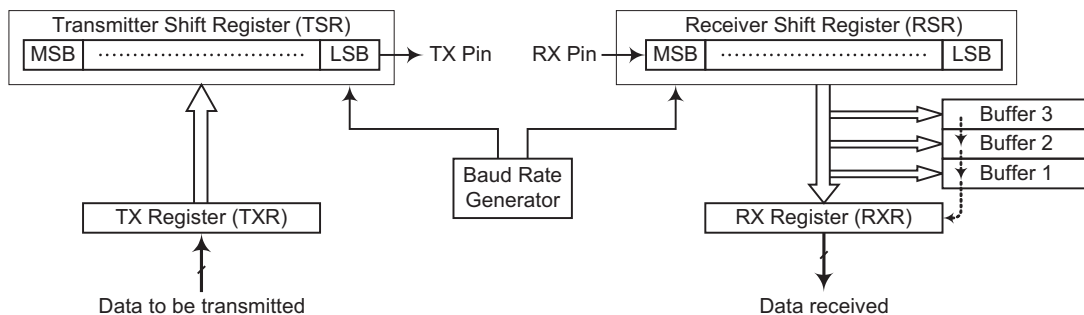 Transmitter Shift Register (TSR)
MSB
LSB
TX Pin
RX Pin
Receiver Shift Register (RSR)
MSB
LSB
Buffer 3
Buffer 2
Buffer 1
Baud Rate
Generator
TX Register (TXR)
RX Register (RXR)
Data to be transmitted
Data received